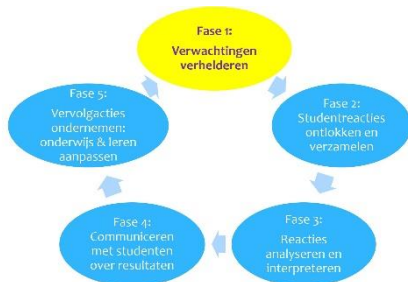 Fase 1:
Verwachtingen
verhelderen
Fase 2:
Studentreacties
ontlokken en
verzamelen
Fase 3:
Reacties
analyseren en
interpreteren
Fase 4:
Communiceren
met studenten
over resultaten
Fase 5:
Vervolgacties
ondernemen:
onderwijs & leren
aanpassen